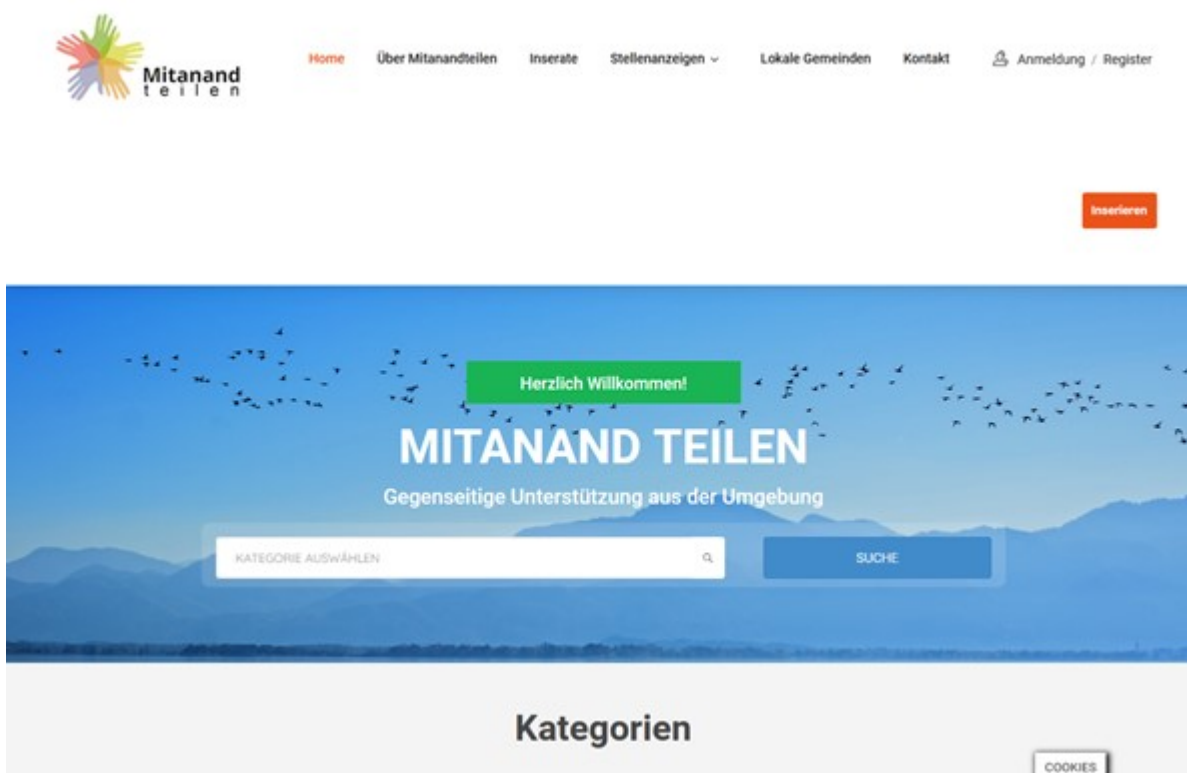 Mitanand
teilen
Home Über Mitanandteilen Inserate Stellenanzeigen Lokale Gemeinden Kontakt Anmeldung / Register
Inserieren
Herzlich Willkommen!
MITANAND TEILEN
Gegenseitige Unterstützung aus der Umgebung
KATEGORIE AUSWÄHLEN SUCHE
Kategorien
COOKIES